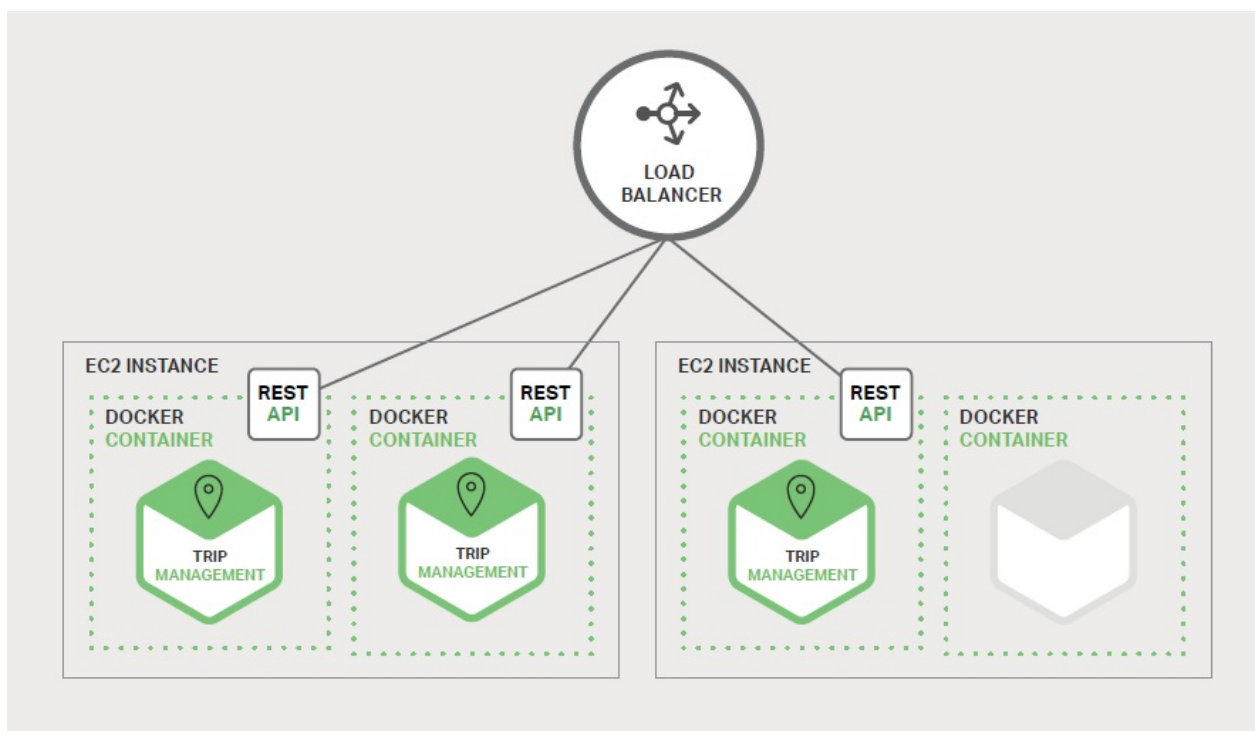 LOAD
BALANCER
EC2 INSTANCE
REST
API
DOCKER
CONTAINER
TRIP
MANAGEMENT
REST
API
DOCKER
CONTAINER
TRIP
MANAGEMENT
EC2 INSTANCE
REST
API
DOCKER
CONTAINER
TRIP
MANAGEMENT
DOCKER
CONTAINER